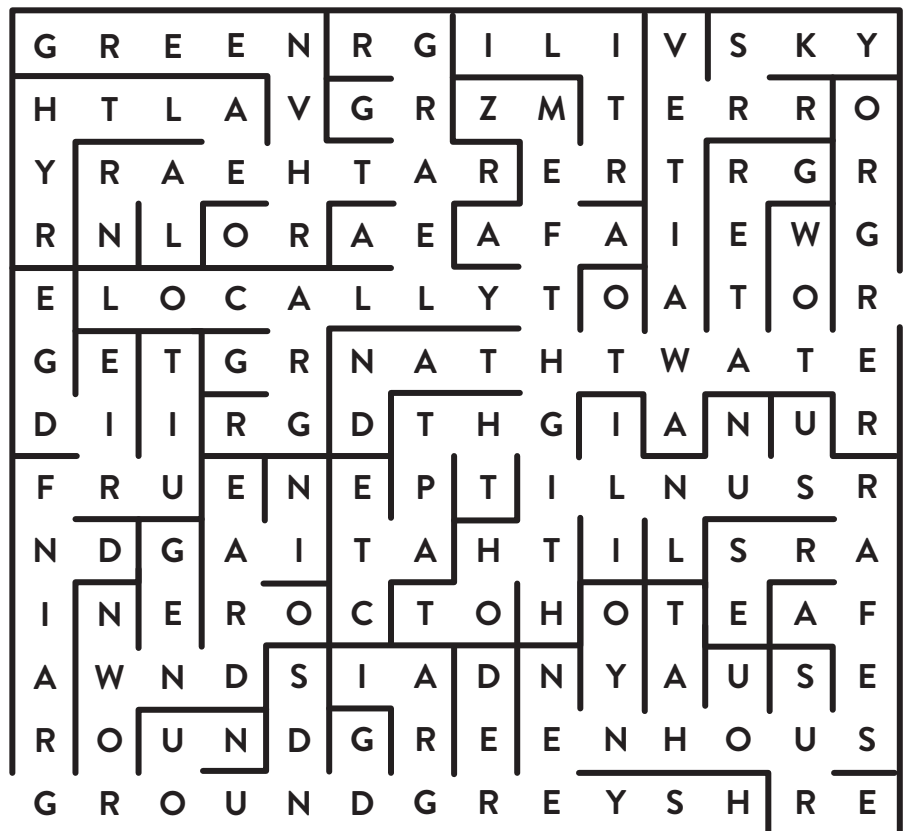 G R E E N R G I L I V S K Y
H T L A V G R Z M T E R R O
Y R A E H T A R E R T R G R
R N L O R A E A F A I E W G
E L O C A L L Y T O A T O R
G E T G R N A T H T W A T E
D I I R G D T H G I A N U R
F R U E N E P T I L N U S R
N D G A I T A H T I L S R A
I N E R O C T O H O T E A F
A W N D S I A D N Y A U S E
R O U N D G R E E N H O U S
G R O U N D G R E Y S H R E